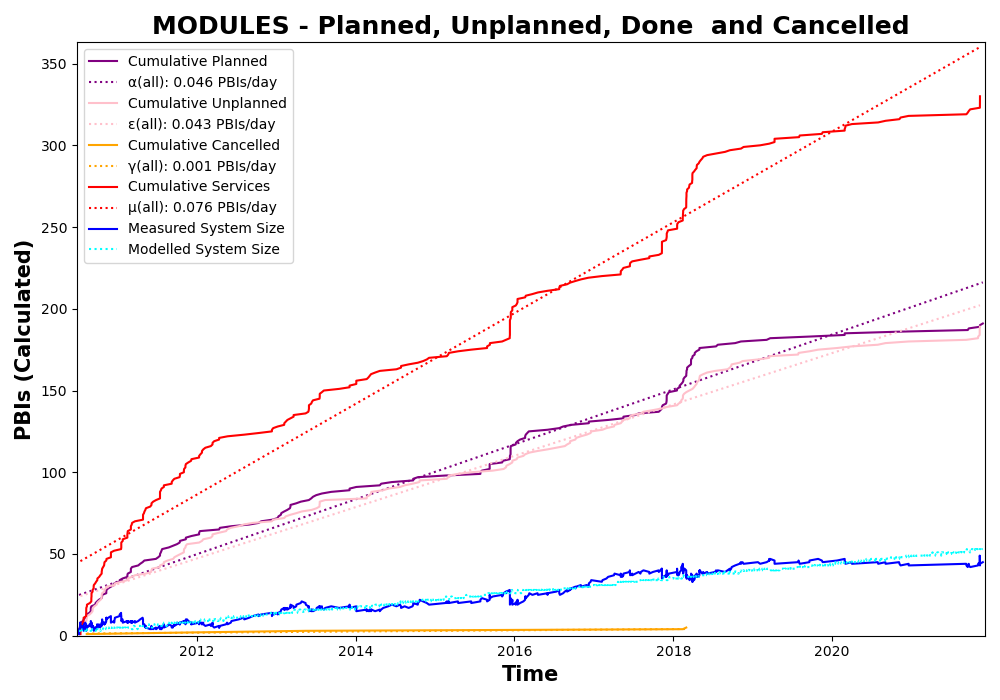 MODULES - Planned, Unplanned, Done  and Cancelled
PBIs (Calculated)
350
300
250
200
150
100
50
0
Cumulative Planned
α(all): 0.046 PBIs/day
Cumulative Unplanned
ε(all): 0.043 PBIs/day
Cumulative Cancelled
γ(all): 0.001 PBIs/day
Cumulative Services
μ(all): 0.076 PBIs/day
Measured System Size
Modelled System Size
2012 2014 2016 2018 2020
Time